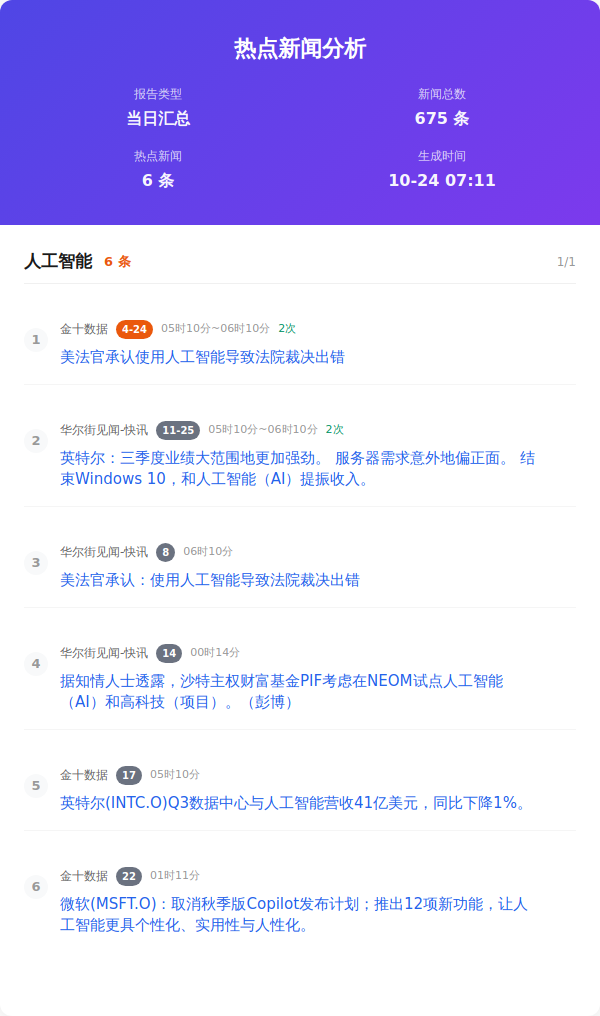 热点新闻分析
报告类型
新闻总数
当日汇总
675 条
热点新闻
生成时间
6 条
10-24 07:11
人工智能 6 条 1/1
1 金十数据 4-24 05时10分~06时10分 2次
美法官承认使用人工智能导致法院裁决出错
2 华尔街见闻-快讯 11-25 05时10分~06时10分 2次
英特尔：三季度业绩大范围地更加强劲。 服务器需求意外地偏正面。 结
束Windows 10，和人工智能（AI）提振收入。
3 华尔街见闻-快讯 8 06时10分
美法官承认：使用人工智能导致法院裁决出错
4 华尔街见闻-快讯 14 00时14分
据知情人士透露，沙特主权财富基金PIF考虑在NEOM试点人工智能
（AI）和高科技（项目）。（彭博）
5 金十数据 17 05时10分
英特尔(INTC.O)Q3数据中心与人工智能营收41亿美元，同比下降1%。
6 金十数据 22 01时11分
微软(MSFT.O)：取消秋季版Copilot发布计划；推出12项新功能，让人
工智能更具个性化、实用性与人性化。